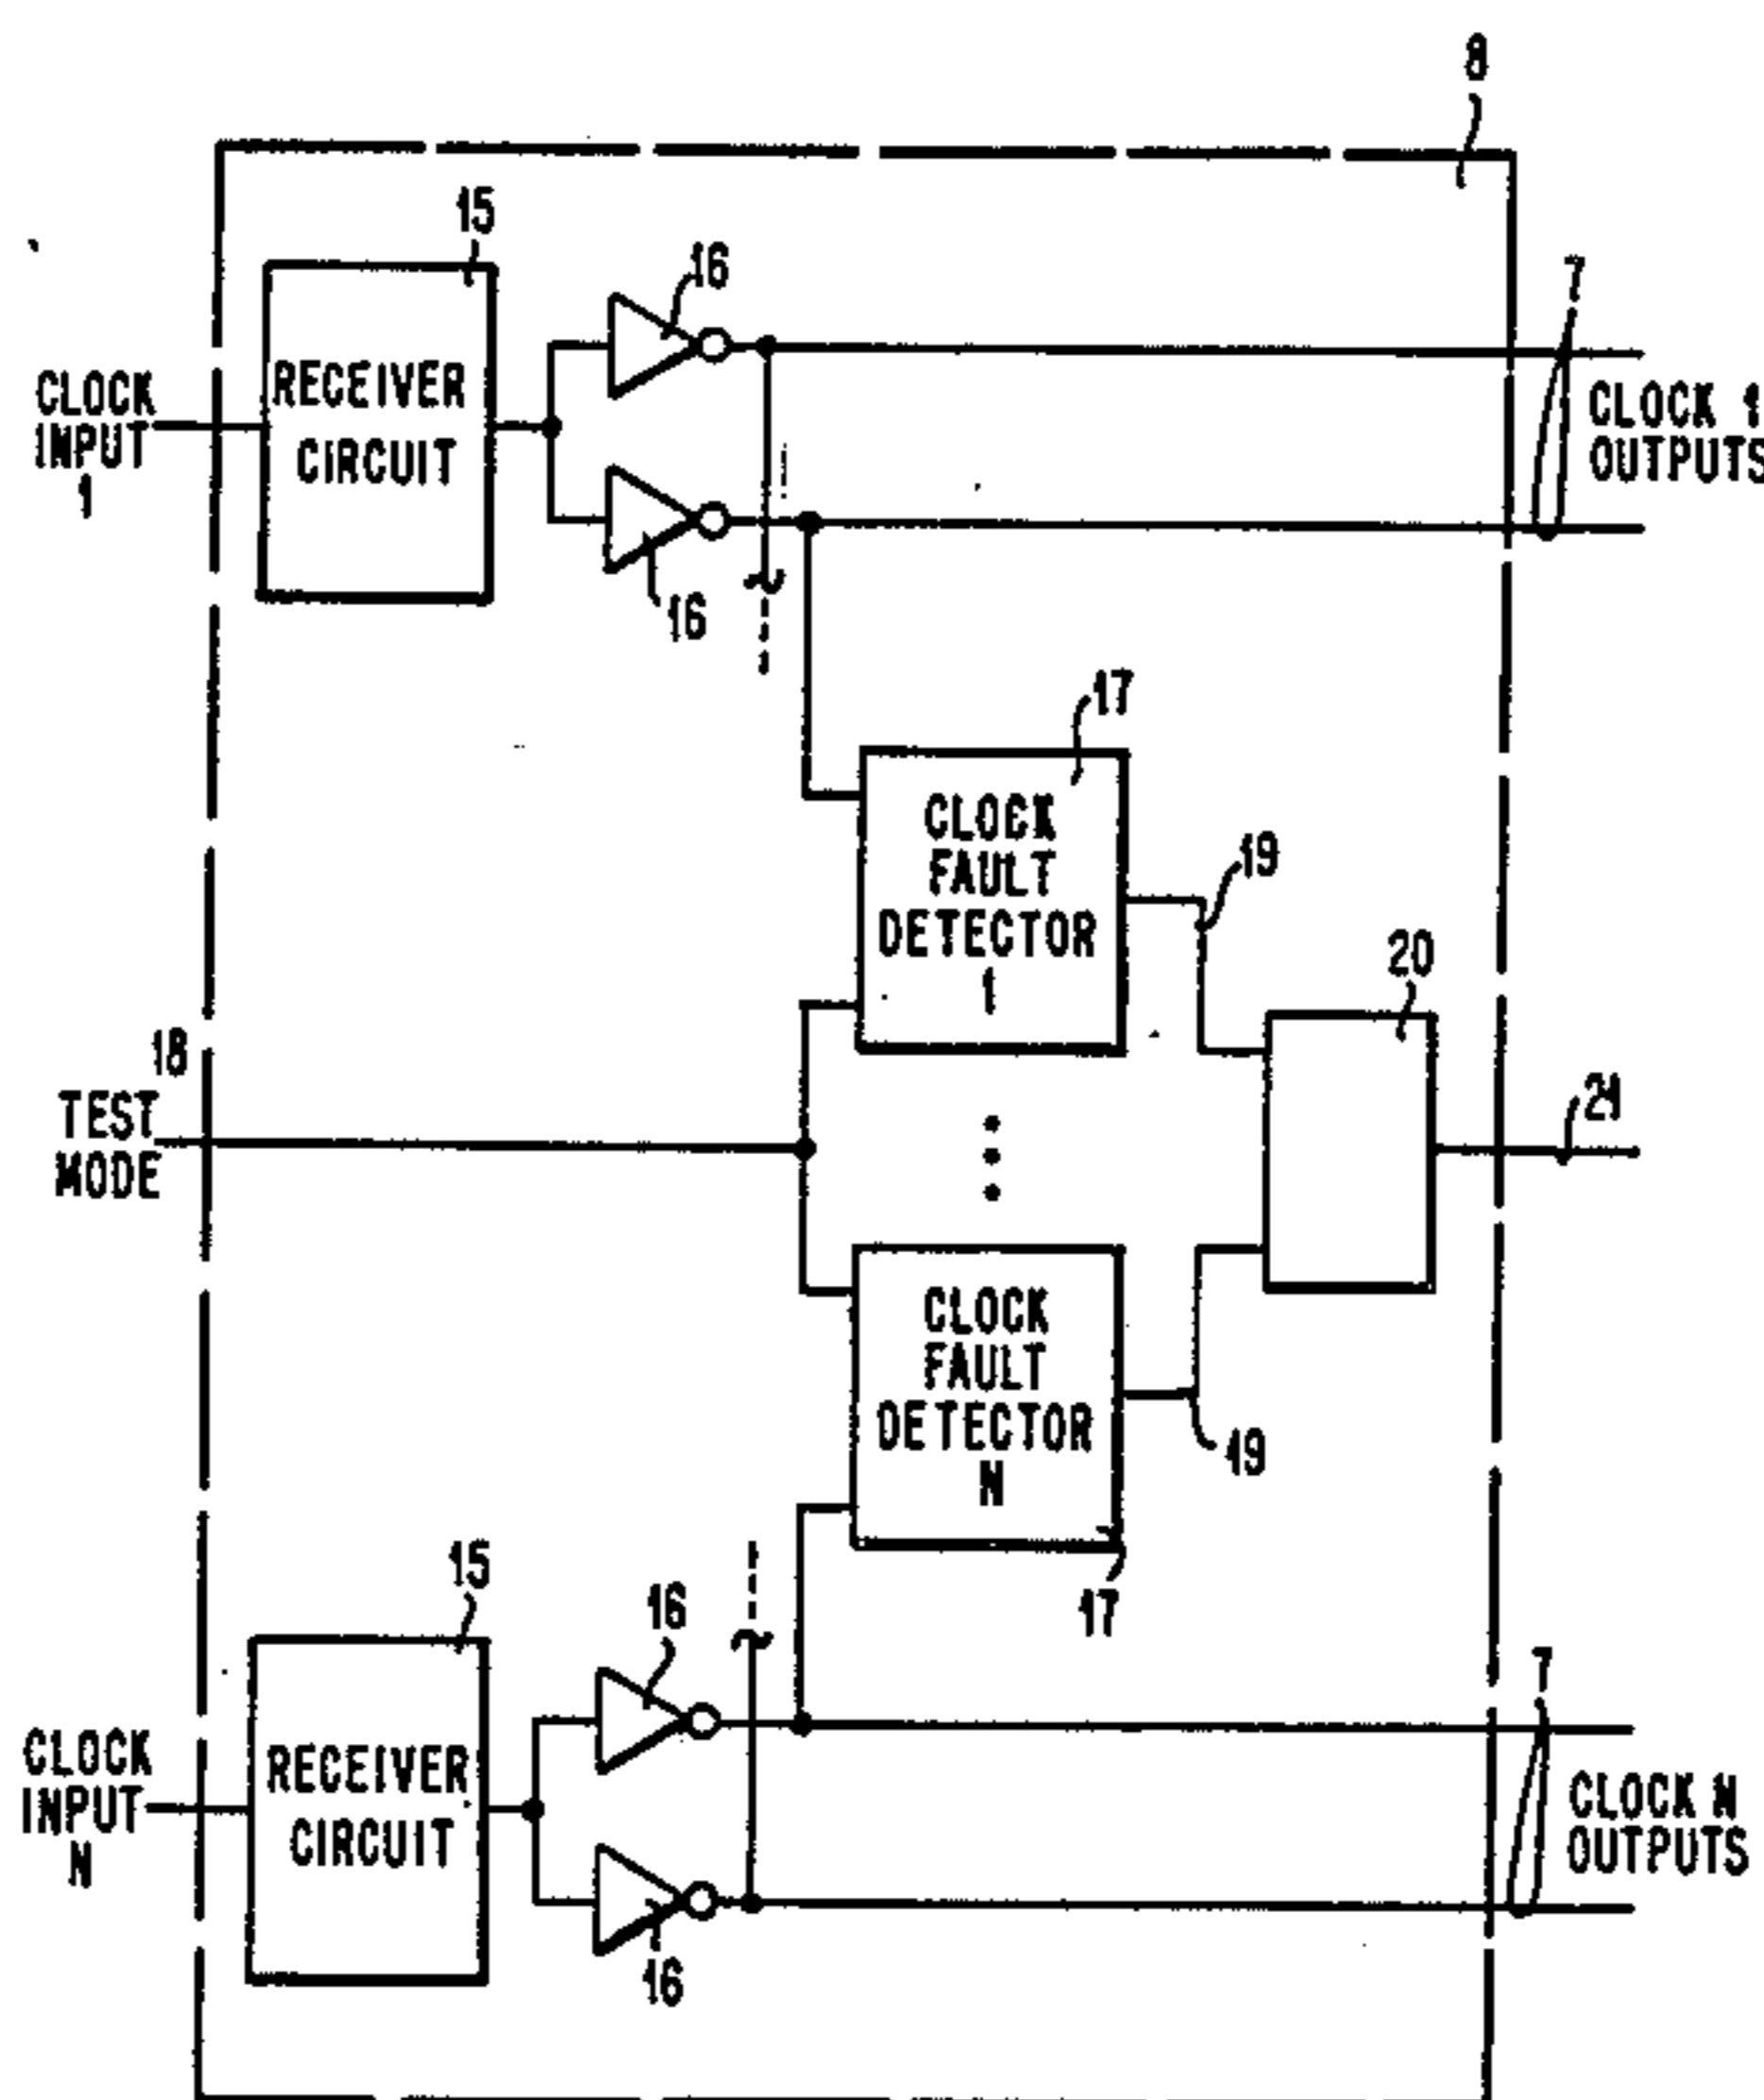 8
15
16
7
CLOCK
INPUT
1
RECEIVER
CIRCUIT
CLOCK 1
OUTPUTS
16
17
CLOCK
FAULT
DETECTOR
1
19
20
18
TEST
MODE
21
CLOCK
FAULT
DETECTOR
N
19
17
15
16
7
CLOCK
INPUT
N
RECEIVER
CIRCUIT
CLOCK N
OUTPUTS
16